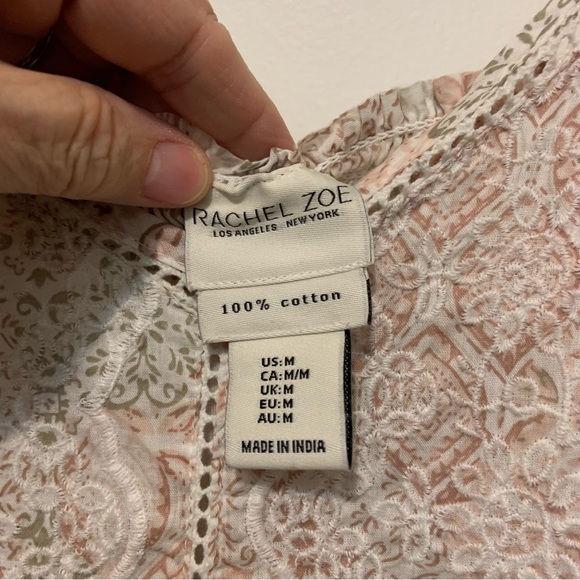 RACHEL ZOE
LOS ANGELES NEW YORK
100% cotton
US:M
CA:M/M
UK:M
EU:M
AU:M
MADE IN INDIA